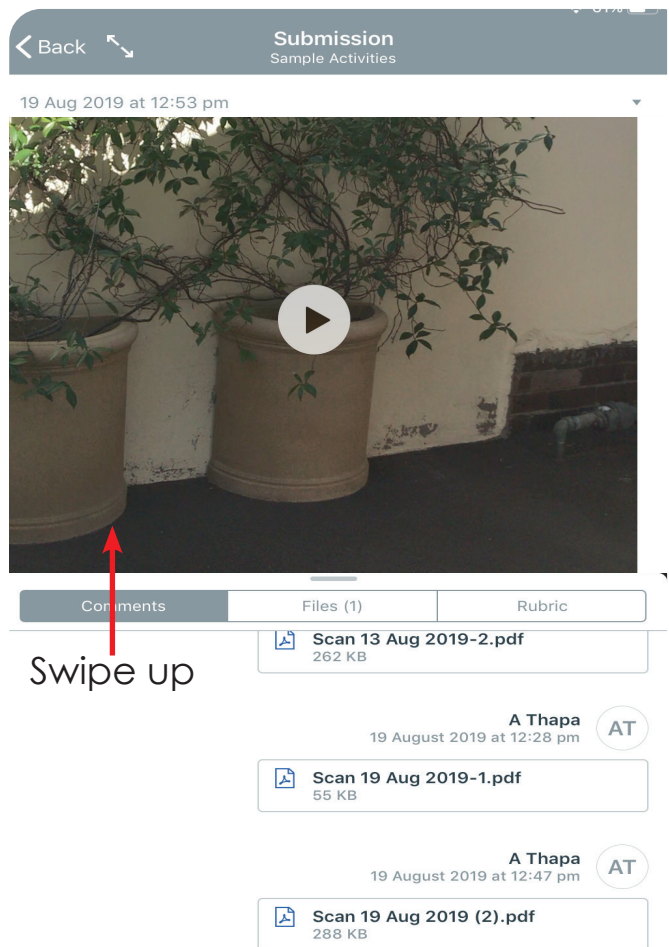 Back
Submission
Sample Activities
19 Aug 2019 at 12:53 pm
Comments
Files (1)
Rubric
Scan 13 Aug 2019-2.pdf
262 KB
Swipe up
A Thapa
19 August 2019 at 12:28 pm
AT
Scan 19 Aug 2019-1.pdf
55 KB
A Thapa
19 August 2019 at 12:47 pm
AT
Scan 19 Aug 2019 (2).pdf
288 KB